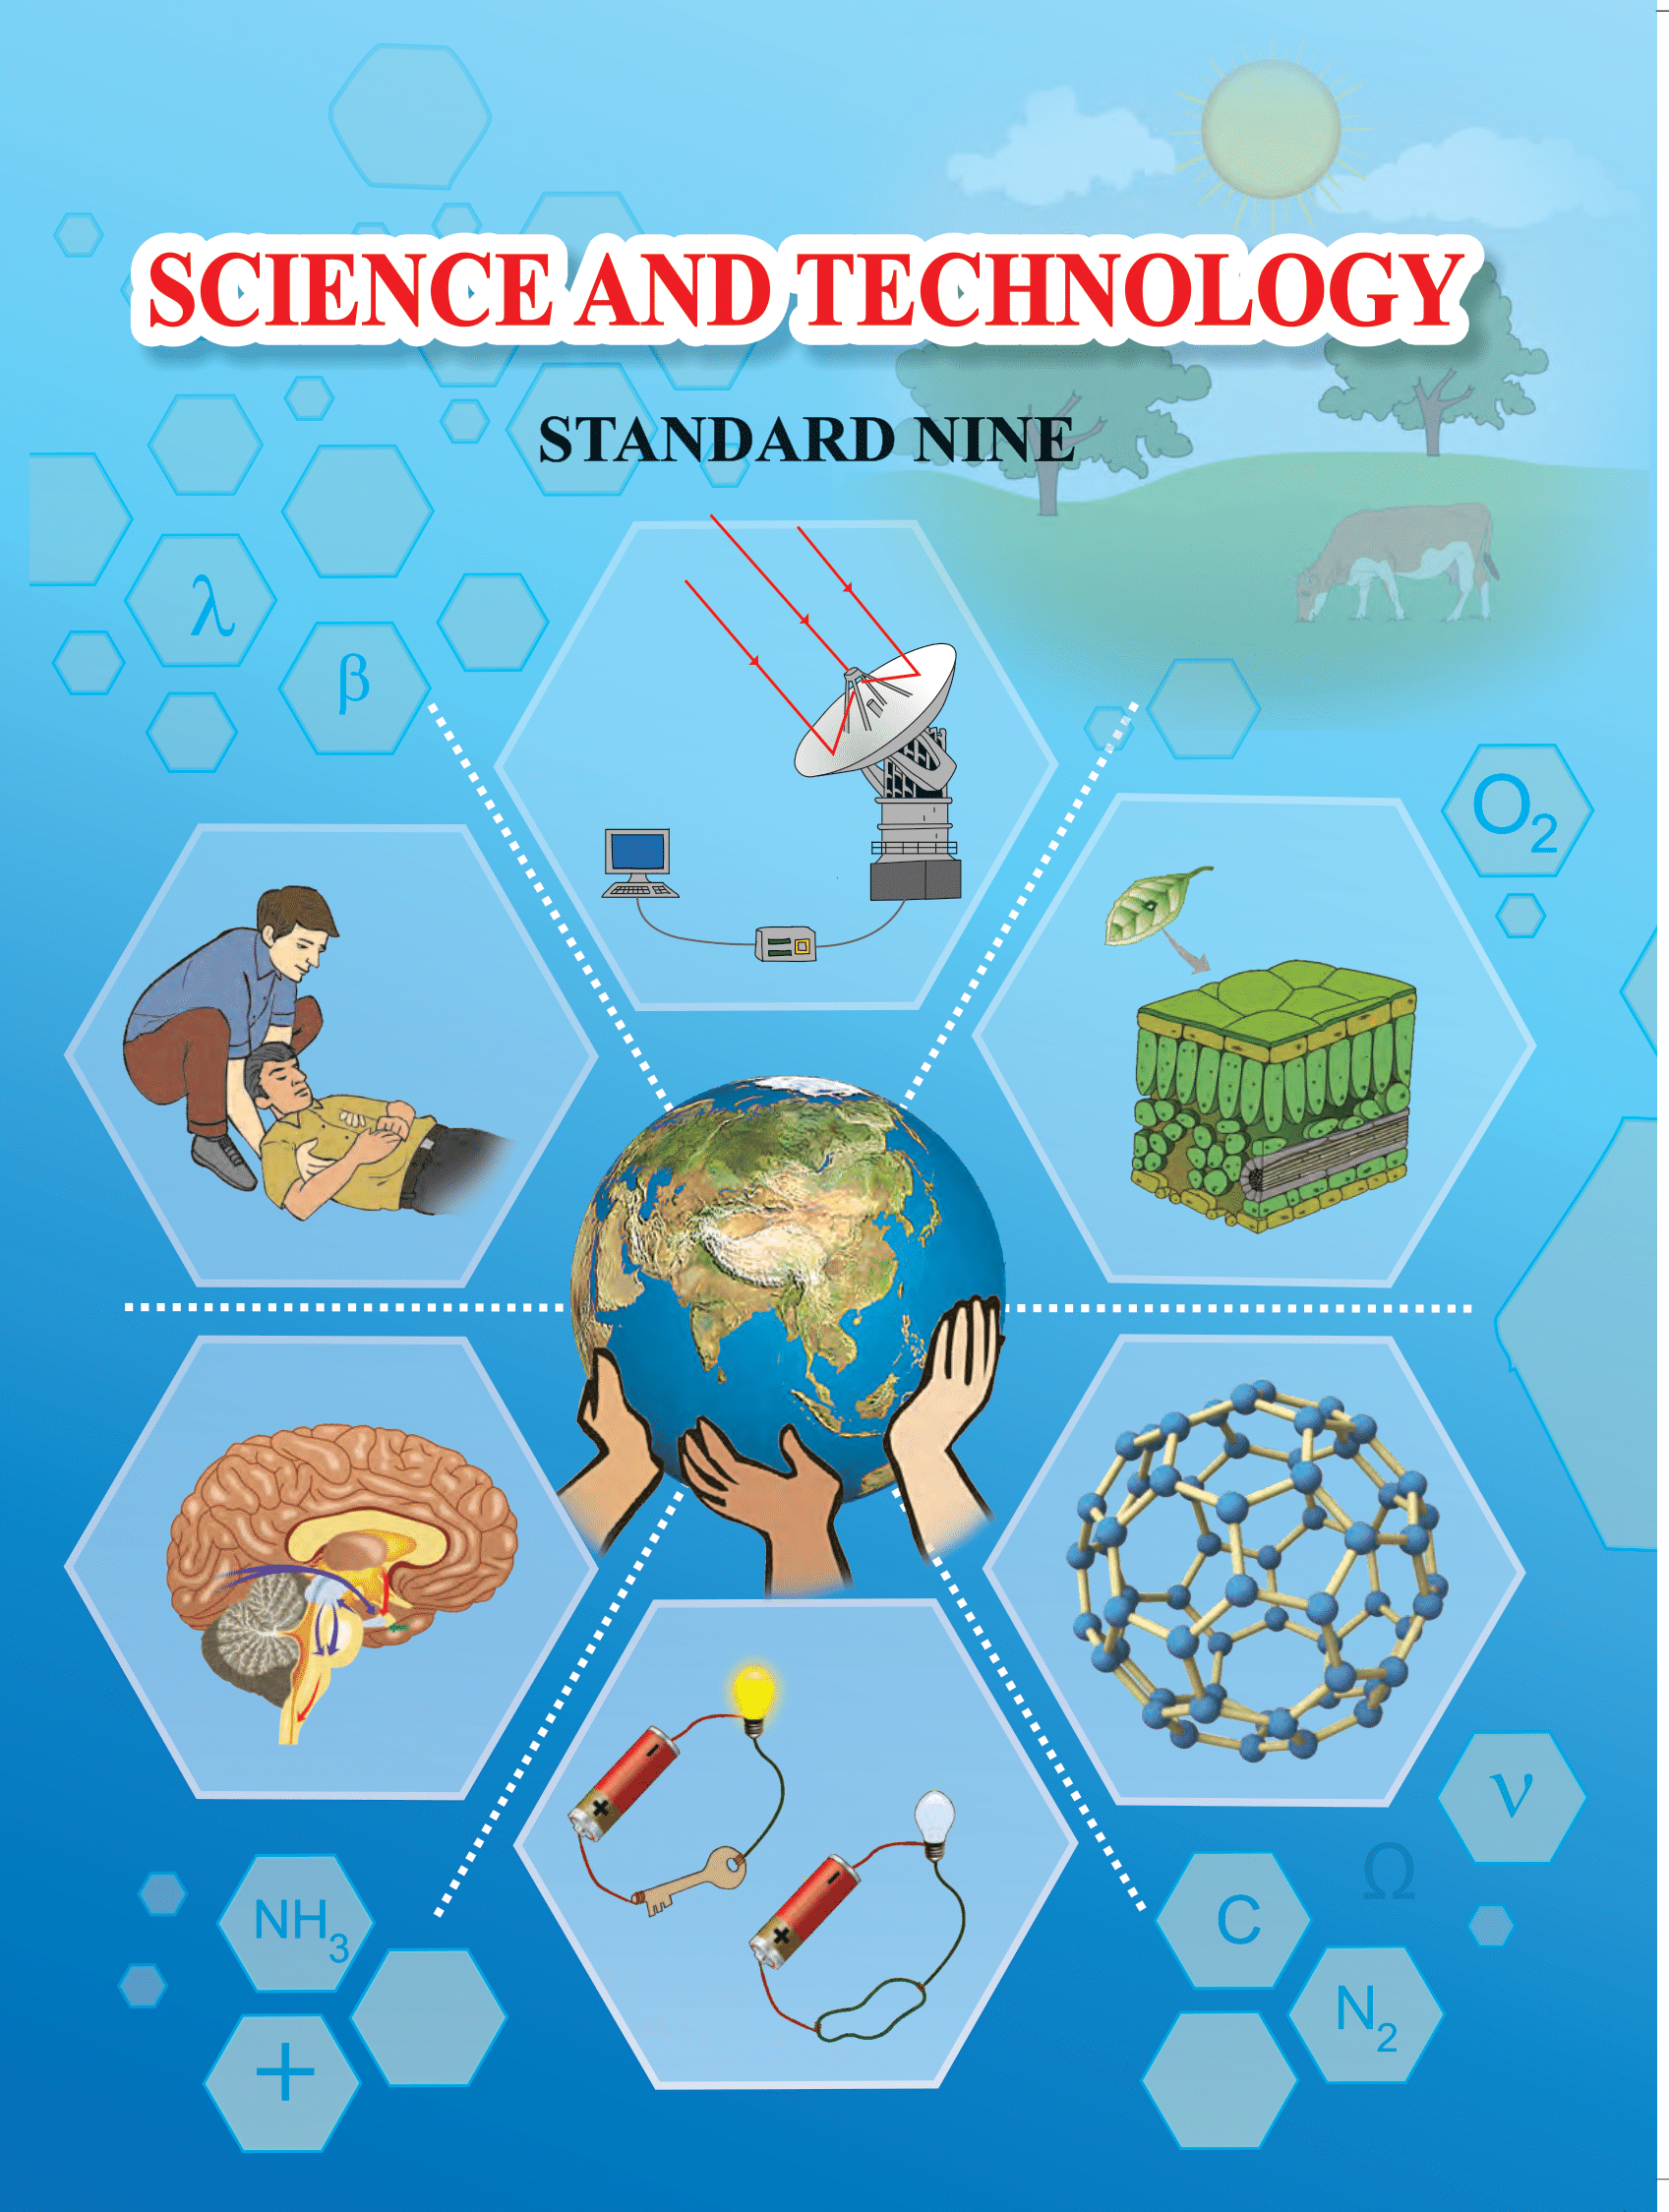 SCIENCE AND TECHNOLOGY
STANDARD NINE
λ
β
O₂
ν
Ω
NH₃
C
N₂
+